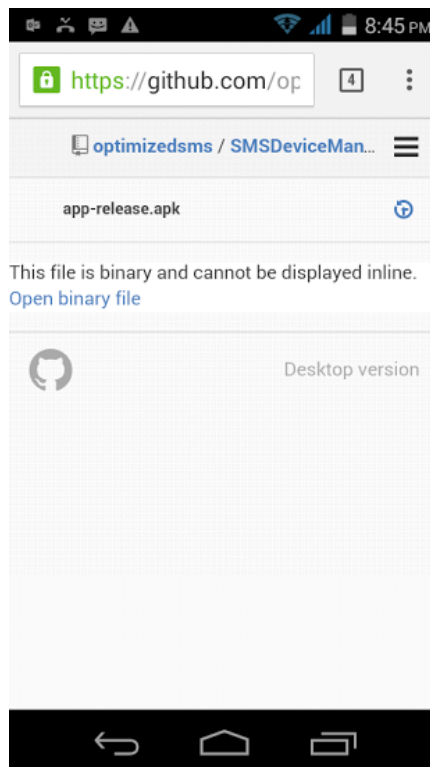 8:45 PM
https://github.com/op
4
optimizedsms / SMSDeviceMan...
app-release.apk
This file is binary and cannot be displayed inline.
Open binary file
Desktop version